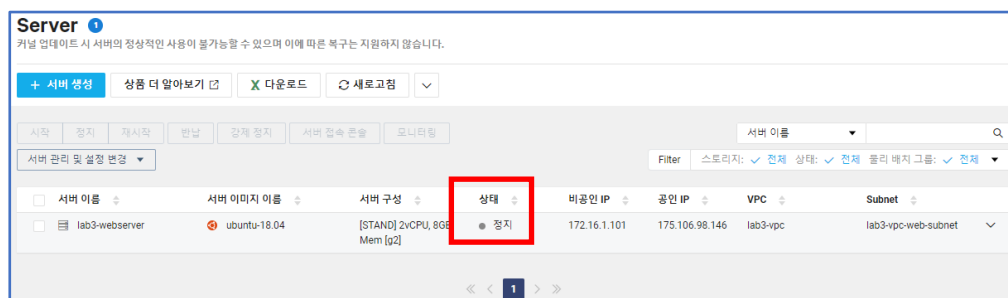 Server 1
커널 업데이트 시 서버의 정상적인 사용이 불가능할 수 있으며 이에 따른 복구는 지원하지 않습니다.
+ 서버 생성 상품 더 알아보기 다운로드 새로고침
시작 정지 재시작 반납 강제 정지 서버 접속 콘솔 모니터링 서버 이름
서버 관리 및 설정 변경 Filter 스토리지: 전체 상태: 전체 물리 배치 그룹: 전체
서버 이름 서버 이미지 이름 서버 구성 상태 비공인 IP 공인 IP VPC Subnet
lab3-webserver ubuntu-18.04 [STAND] 2vCPU, 8GB 정지 172.16.1.101 175.106.98.146 lab3-vpc lab3-vpc-web-subnet
Mem [g2]
« < 1 > »